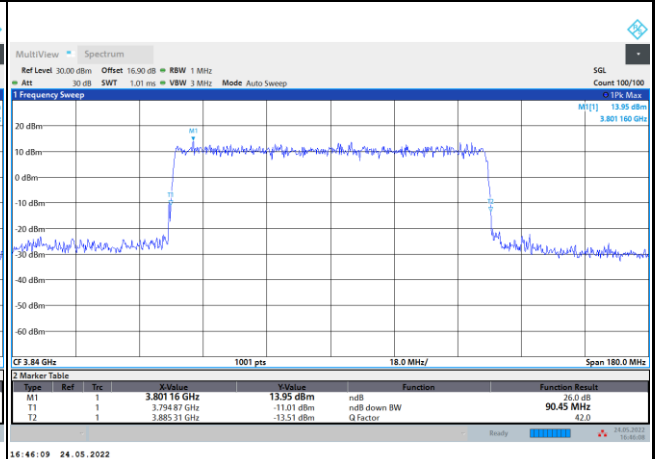 MultiView Spectrum
Ref Level 30.00 dBm Offset 16.90 dB RBW 1 MHz SGL
Att 30 dB SWT 1.01 ms VBW 3 MHz Mode Auto Sweep Count 100/100
1 Frequency Sweep 1Pk Max
M1[1] 13.95 dBm
3.801 160 GHz
20 dBm
M1
10 dBm
0 dBm
T1
T2
-10 dBm
-20 dBm
-30 dBm
-40 dBm
-50 dBm
-60 dBm
CF 3.84 GHz 1001 pts 18.0 MHz/ Span 180.0 MHz
2 Marker Table
Type Ref Trc X-Value Y-Value Function Function Result
M1 1 3.801 16 GHz 13.95 dBm ndB 26.0 dB
T1 1 3.794 87 GHz -11.01 dBm ndB down BW 90.45 MHz
T2 1 3.885 31 GHz -13.51 dBm Q Factor 42.0
Ready 24.05.2022
16:46:08
16:46:09 24.05.2022